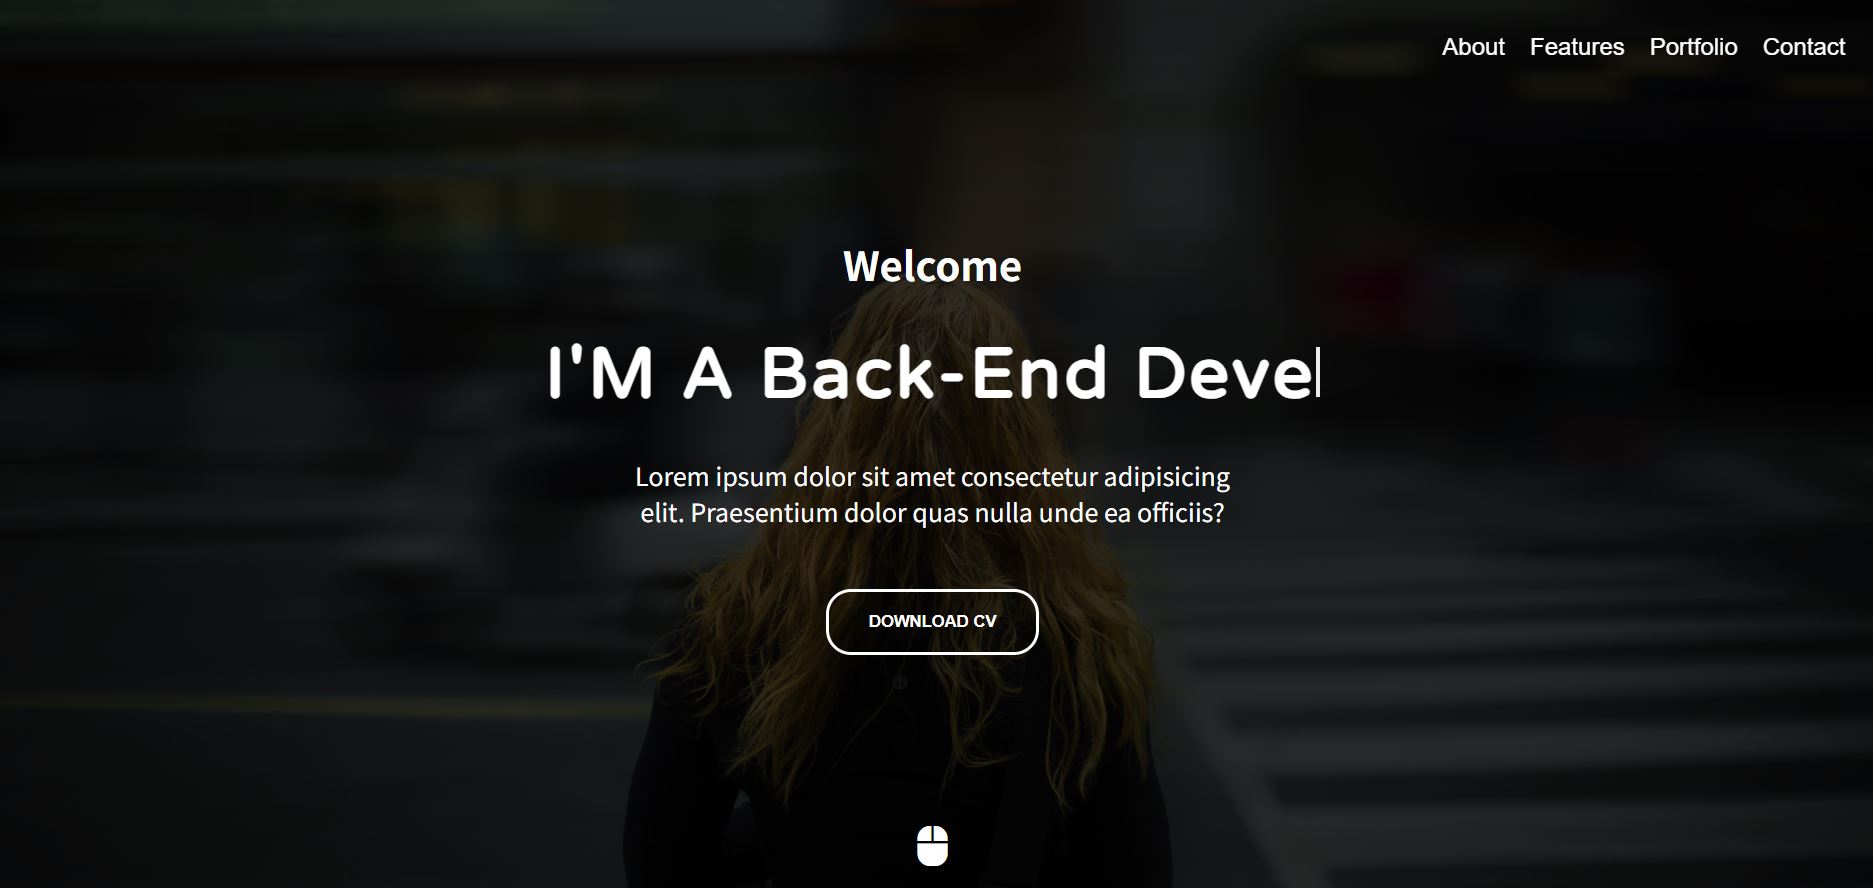 About Features Portfolio Contact
Welcome
I'M A Back-End Deve
Lorem ipsum dolor sit amet consectetur adipisicing
elit. Praesentium dolor quas nulla unde ea officiis?
DOWNLOAD CV